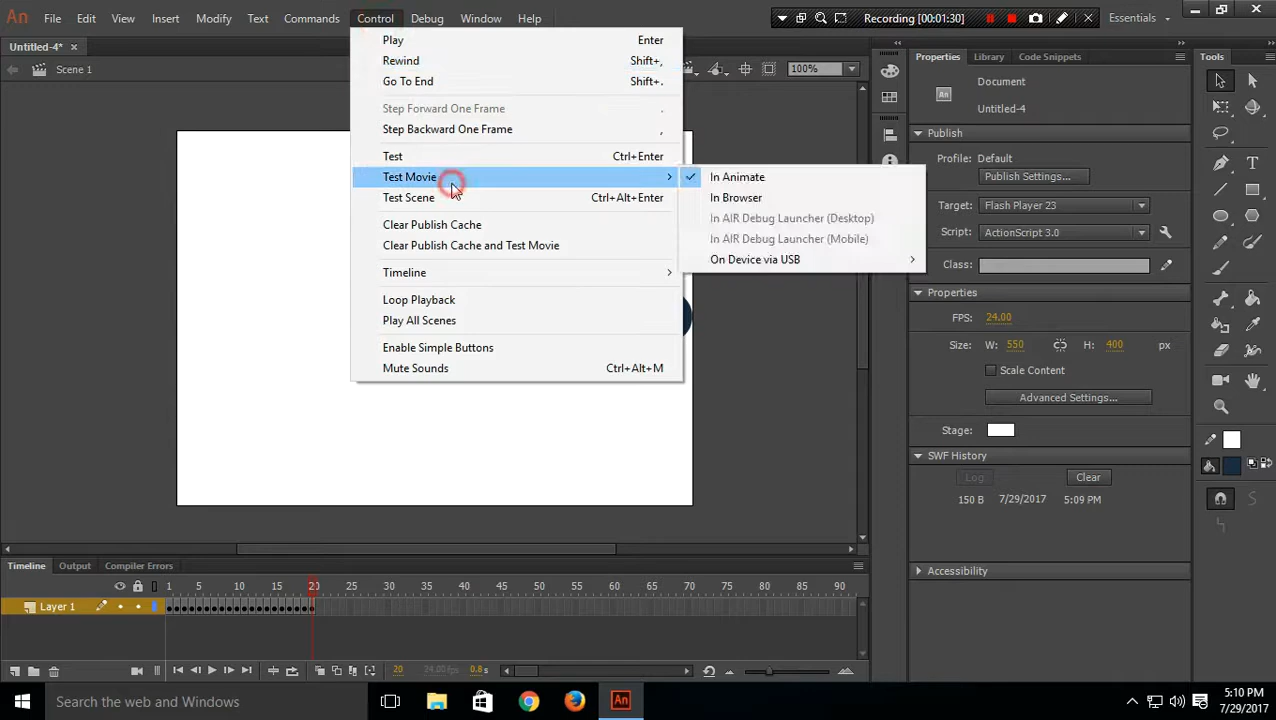 An File Edit View Insert Modify Text Commands Control Debug Window Help Recording [00:01:30] Essentials
Untitled-4* × Properties Library Code Snippets Tools
Scene 1 100%
Play Enter
Rewind Shift+,
Go To End Shift+.
Step Forward One Frame .
Step Backward One Frame ,
Test Ctrl+Enter
Test Movie
Test Scene Ctrl+Alt+Enter
Clear Publish Cache
Clear Publish Cache and Test Movie
Timeline
Loop Playback
Play All Scenes
Enable Simple Buttons
Mute Sounds Ctrl+Alt+M
In Animate
In Browser
In AIR Debug Launcher (Desktop)
In AIR Debug Launcher (Mobile)
On Device via USB
An Document
Untitled-4
Publish
Profile: Default
Publish Settings...
Target: Flash Player 23
Script: ActionScript 3.0
Class:
Properties
FPS: 24.00
Size: W: 550 H: 400 px
Scale Content
Advanced Settings...
Stage:
SWF History
Log Clear
150 B 7/29/2017 5:09 PM
Accessibility
Timeline Output Compiler Errors
1 5 10 15 20 25 30 35 40 45 50 55 60 65 70 75 80 85 90
Layer 1
20 24.00 fps 0.8 s
Search the web and Windows An 5:10 PM
7/29/2017